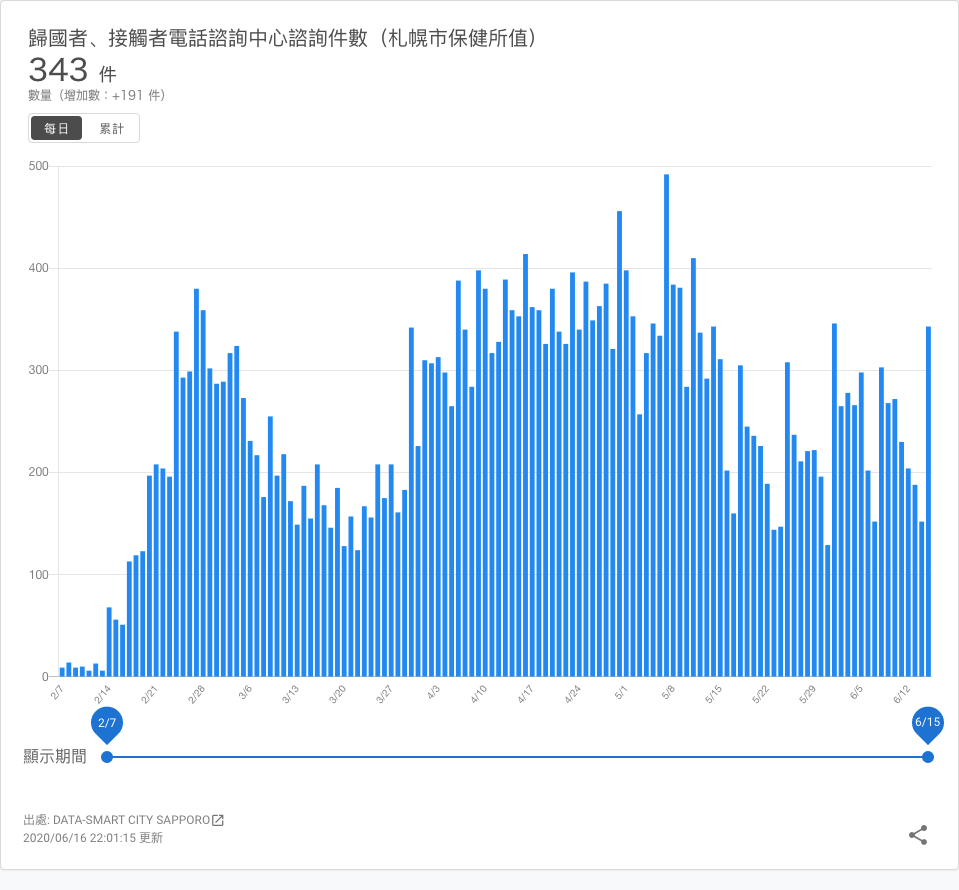 歸國者、接觸者電話諮詢中心諮詢件數（札幌市保健所值）
343 件
數量（增加數：+191 件）
每日 累計
500
400
300
200
100
0
2/7 2/14 2/21 2/28 3/6 3/13 3/20 3/27 4/3 4/10 4/17 4/24 5/1 5/8 5/15 5/22 5/29 6/5 6/12
2/7 6/15
顯示期間
出處: DATA-SMART CITY SAPPORO
2020/06/16 22:01:15 更新